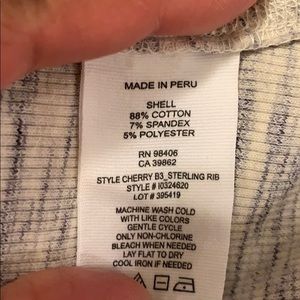 MADE IN PERU
SHELL
88% COTTON
7% SPANDEX
5% POLYESTER
RN 98406
CA 39862
STYLE CHERRY B3_STERLING RIB
STYLE # I0324620
LOT # 395419
MACHINE WASH COLD
WITH LIKE COLORS
GENTLE CYCLE
ONLY NON-CHLORINE
BLEACH WHEN NEEDED
LAY FLAT TO DRY
COOL IRON IF NEEDED